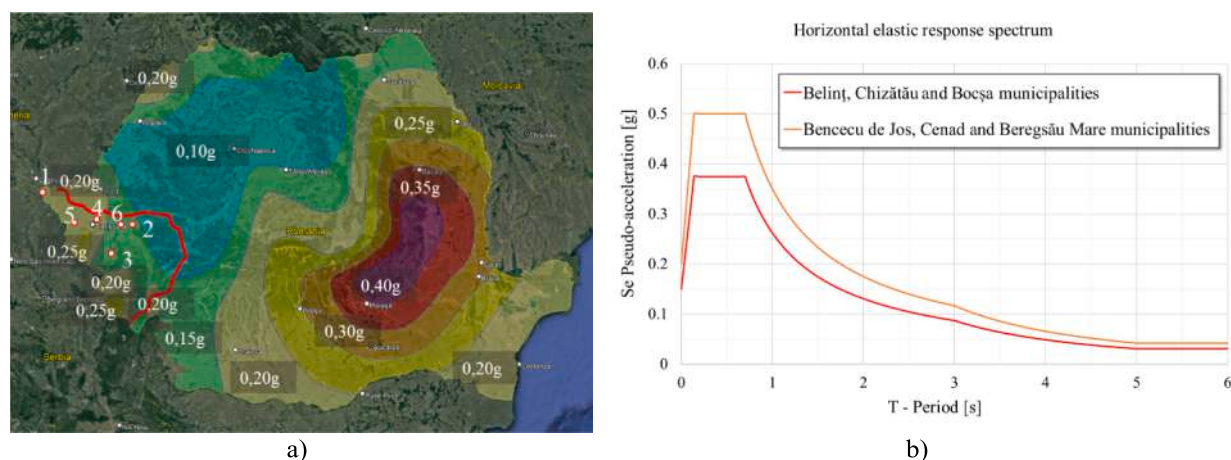 0,20g
Moldavia
0,25g
0,10g
0,35g
1
0,20g
5
4
6
2
Romania
0,25g
3
0,40g
0,20g
0,25g
0,20g
0,30g
0,15g
Serbia
0,20g
0,20g
a)
Horizontal elastic response spectrum
0.6
0.5
0.4
0.3
0.2
0.1
0
Se Pseudo-acceleration [g]
Belinț, Chizătău and Bocșa municipalities
Bencecu de Jos, Cenad and Beregsău Mare municipalities
0 1 2 3 4 5 6
T - Period [s]
b)